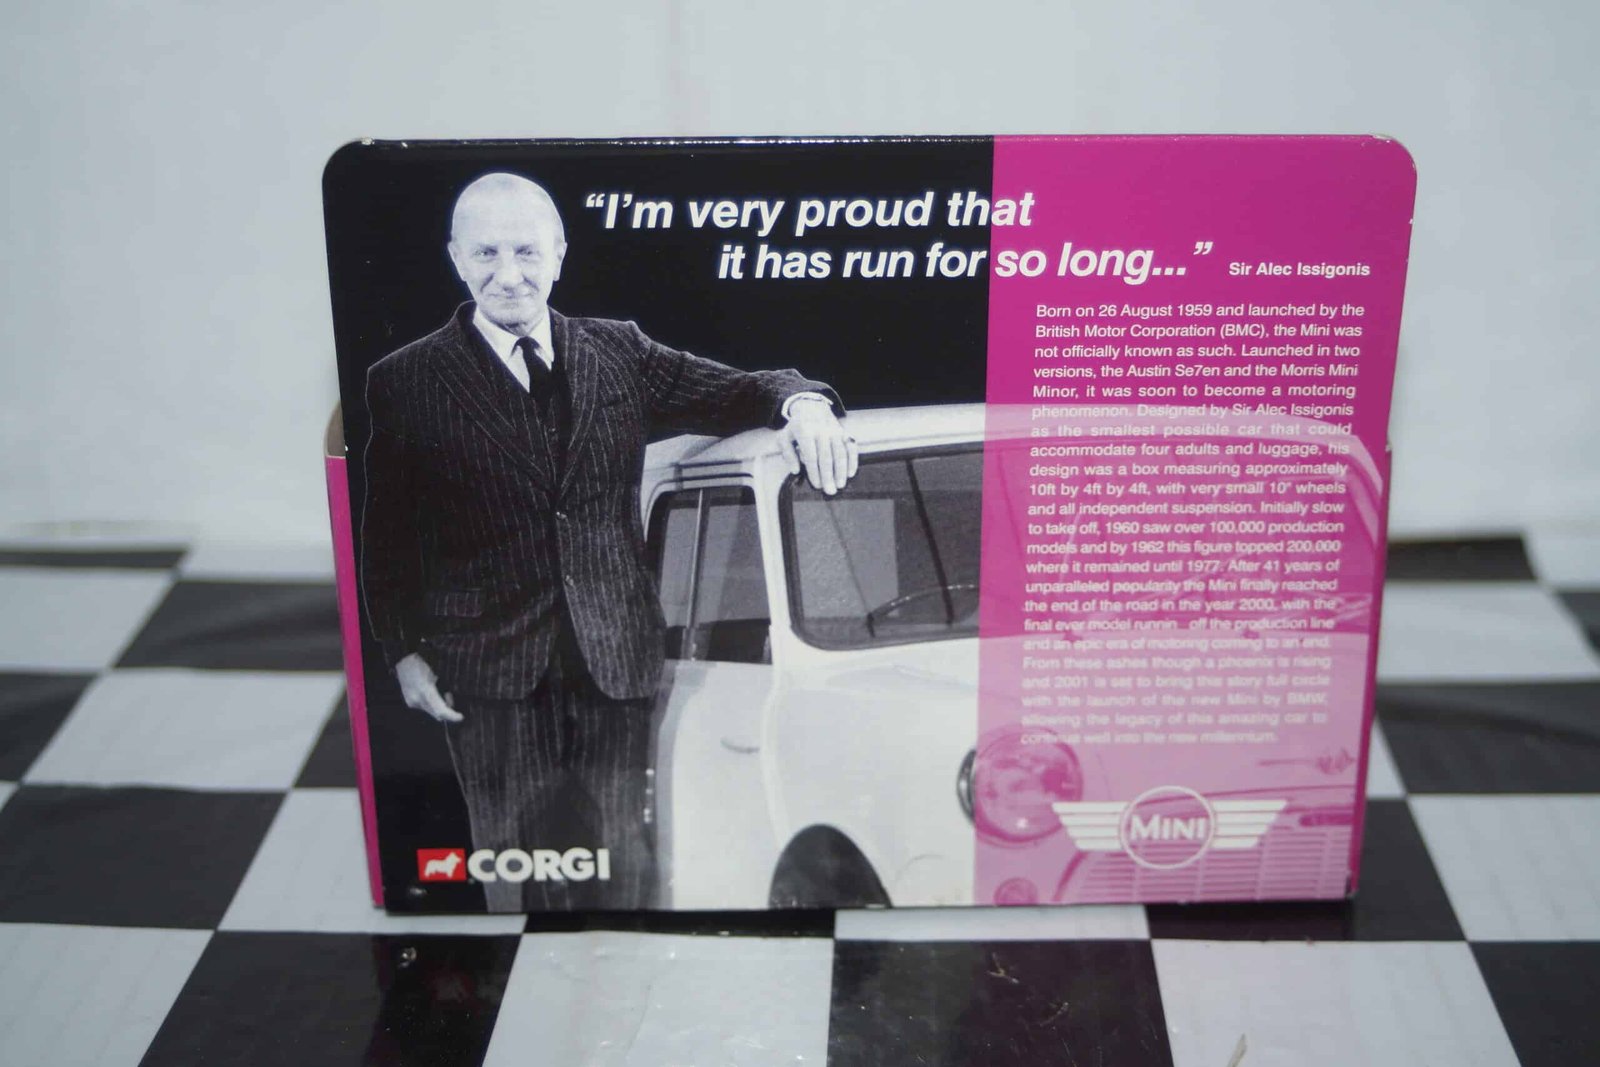 “I’m very proud that
it has run for so long...” Sir Alec Issigonis
Born on 26 August 1959 and launched by the
British Motor Corporation (BMC), the Mini was
not officially known as such. Launched in two
versions, the Austin Se7en and the Morris Mini
Minor, it was soon to become a motoring
phenomenon. Designed by Sir Alec Issigonis
as the smallest possible car that could
accommodate four adults and luggage, his
design was a box measuring approximately
10ft by 4ft by 4ft, with very small 10" wheels
and all independent suspension. Initially slow
to take off, 1960 saw over 100,000 production
models and by 1962 this figure topped 200,000
where it remained until 1977. After 41 years of
unparalleled popularity the Mini finally reached
the end of the road in the year 2000, with the
final ever model runnin off the production line
and an epic era of motoring coming to an end.
From these ashes though a phoenix is rising
and 2001 is set to bring this story full circle
with the launch of the new Mini by BMW,
allowing the legacy of this amazing car to
continue well into the new millennium.
MINI
CORGI